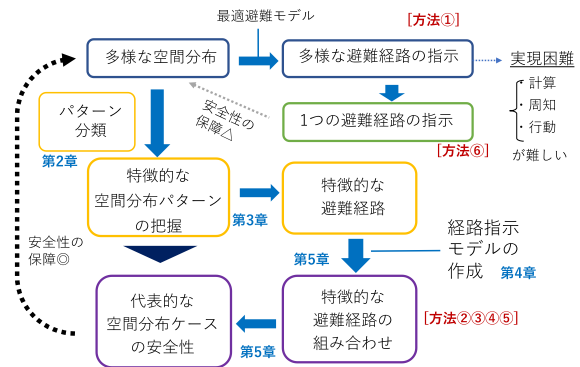 最適避難モデル
[方法①]
多様な空間分布
多様な避難経路の指示
実現困難
・計算
・周知
・行動
が難しい
パターン
分類
第2章
安全性の
保障△
1つの避難経路の指示
[方法⑥]
特徴的な
空間分布パターン
の把握
第3章
特徴的な
避難経路
安全性の
保障◎
第5章
経路指示
モデルの
作成 第4章
代表的な
空間分布ケース
の安全性
第5章
特徴的な
避難経路の
組み合わせ
[方法②③④⑤]